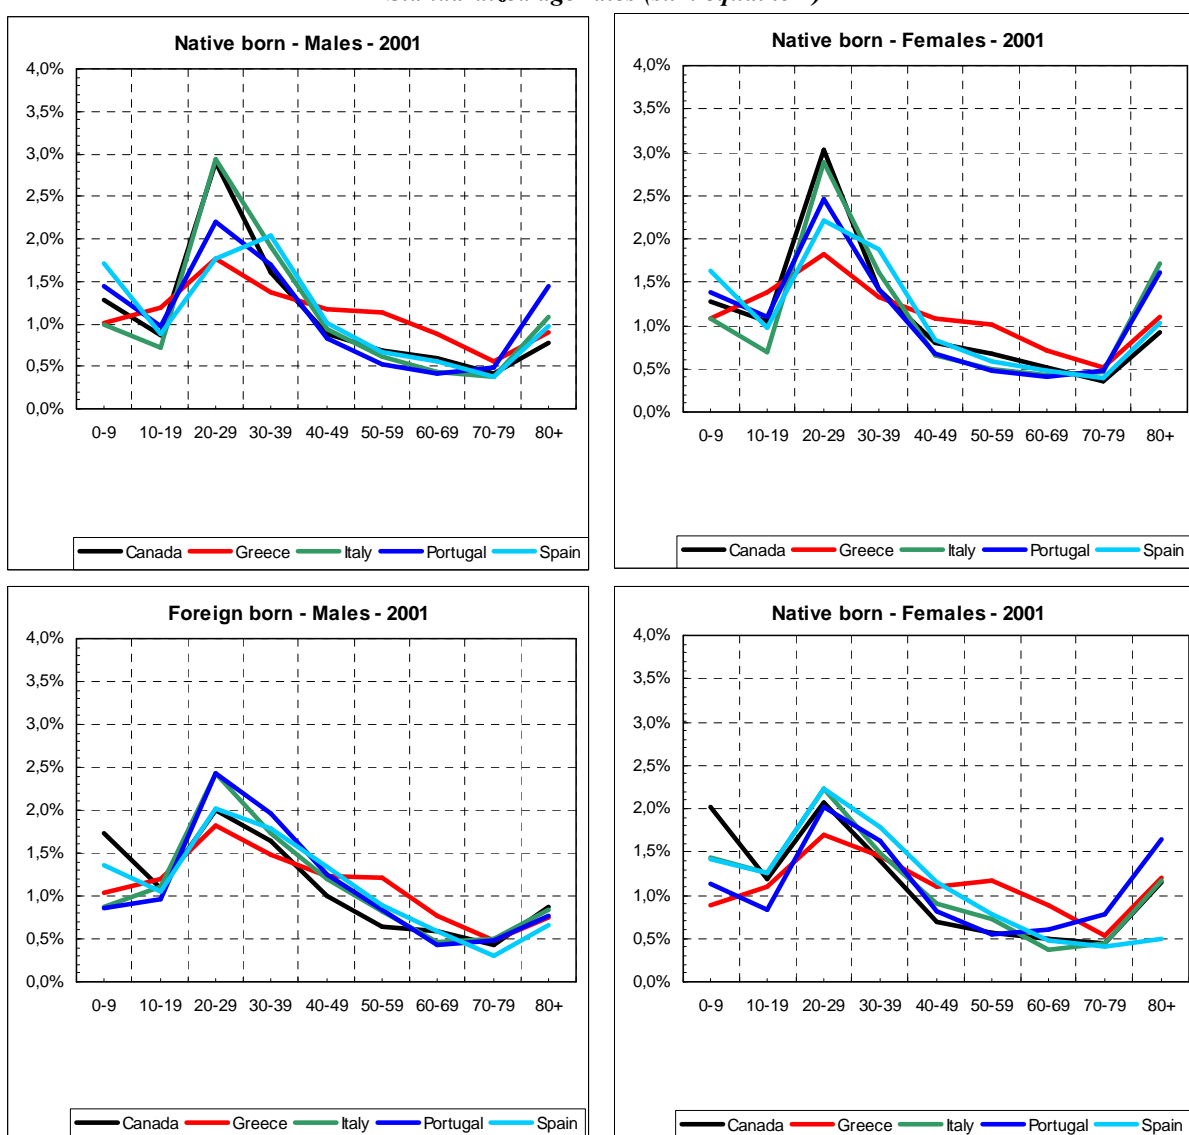 age rates (sum equal to 1)
Native born - Males - 2001
4,0%
3,5%
3,0%
2,5%
2,0%
1,5%
1,0%
0,5%
0,0%
0-9 10-19 20-29 30-39 40-49 50-59 60-69 70-79 80+
Canada Greece Italy Portugal Spain
Native born - Females - 2001
4,0%
3,5%
3,0%
2,5%
2,0%
1,5%
1,0%
0,5%
0,0%
0-9 10-19 20-29 30-39 40-49 50-59 60-69 70-79 80+
Canada Greece Italy Portugal Spain
Foreign born - Males - 2001
4,0%
3,5%
3,0%
2,5%
2,0%
1,5%
1,0%
0,5%
0,0%
0-9 10-19 20-29 30-39 40-49 50-59 60-69 70-79 80+
Canada Greece Italy Portugal Spain
Native born - Females - 2001
4,0%
3,5%
3,0%
2,5%
2,0%
1,5%
1,0%
0,5%
0,0%
0-9 10-19 20-29 30-39 40-49 50-59 60-69 70-79 80+
Canada Greece Italy Portugal Spain